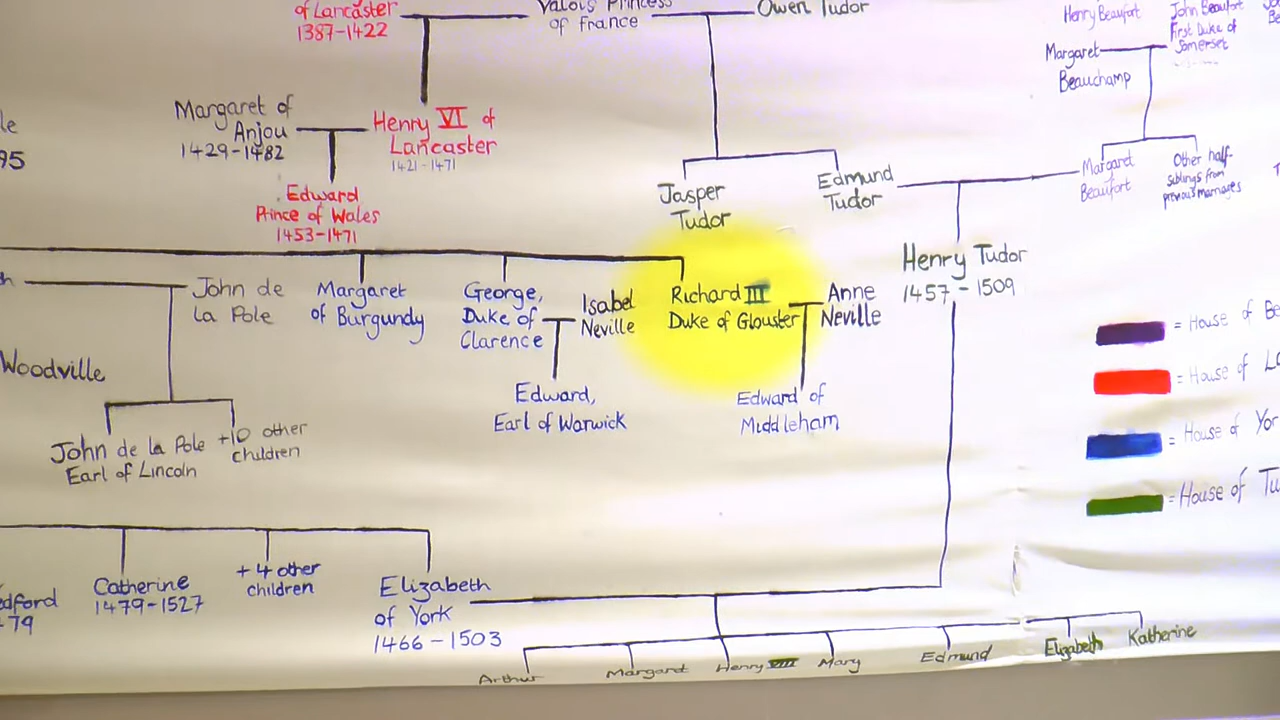 of Lancaster
1387-1422
Valois Princess
of France
Owen Tudor
Henry Beaufort
John Beaufort
First Duke of
Somerset
Margaret
Beauchamp
Margaret of
Anjou
1429-1482
Henry VI of
Lancaster
1421-1471
Edward
Prince of Wales
1453-1471
Jasper
Tudor
Edmund
Tudor
Margaret
Beaufort
Other half-
siblings from
previous marriages
Henry Tudor
1457-1509
95
John de
La Pole
Margaret
of Burgundy
George,
Duke of
Clarence
Isabel
Neville
Richard III
Duke of Glouster
Anne
Neville
Woodville
Edward,
Earl of Warwick
Edward of
Middleham
John de la Pole
Earl of Lincoln
+10 other
children
= House of Be
= House of La
= House of Yor
= House of Tu
edford
-79
Catherine
1479-1527
+ 4 other
children
Elizabeth
of York
1466-1503
Arthur
Margaret
Henry VIII
Mary
Edmund
Elizabeth
Katherine